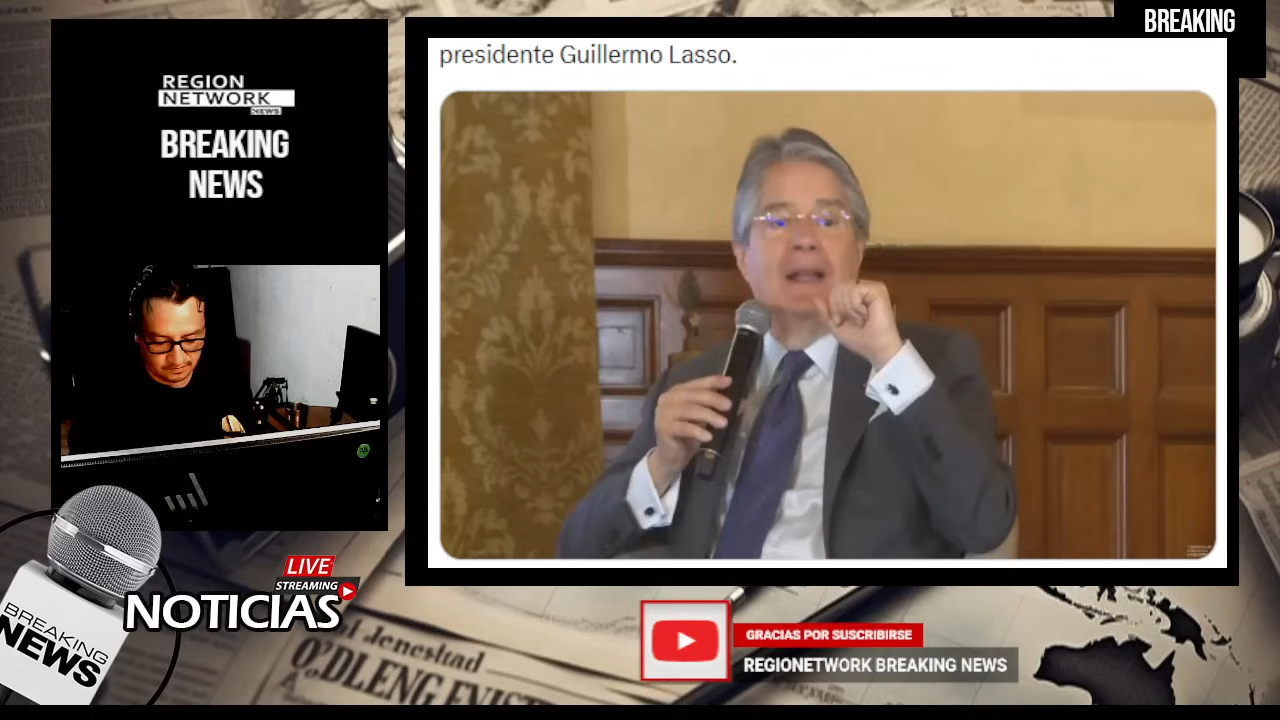 BREAKING
presidente Guillermo Lasso.
REGION
NETWORK
NEWS
BREAKING
NEWS
LIVE
STREAMING
NOTICIAS
BREAKING
NEWS
GRACIAS POR SUSCRIBIRSE
REGIONETWORK BREAKING NEWS